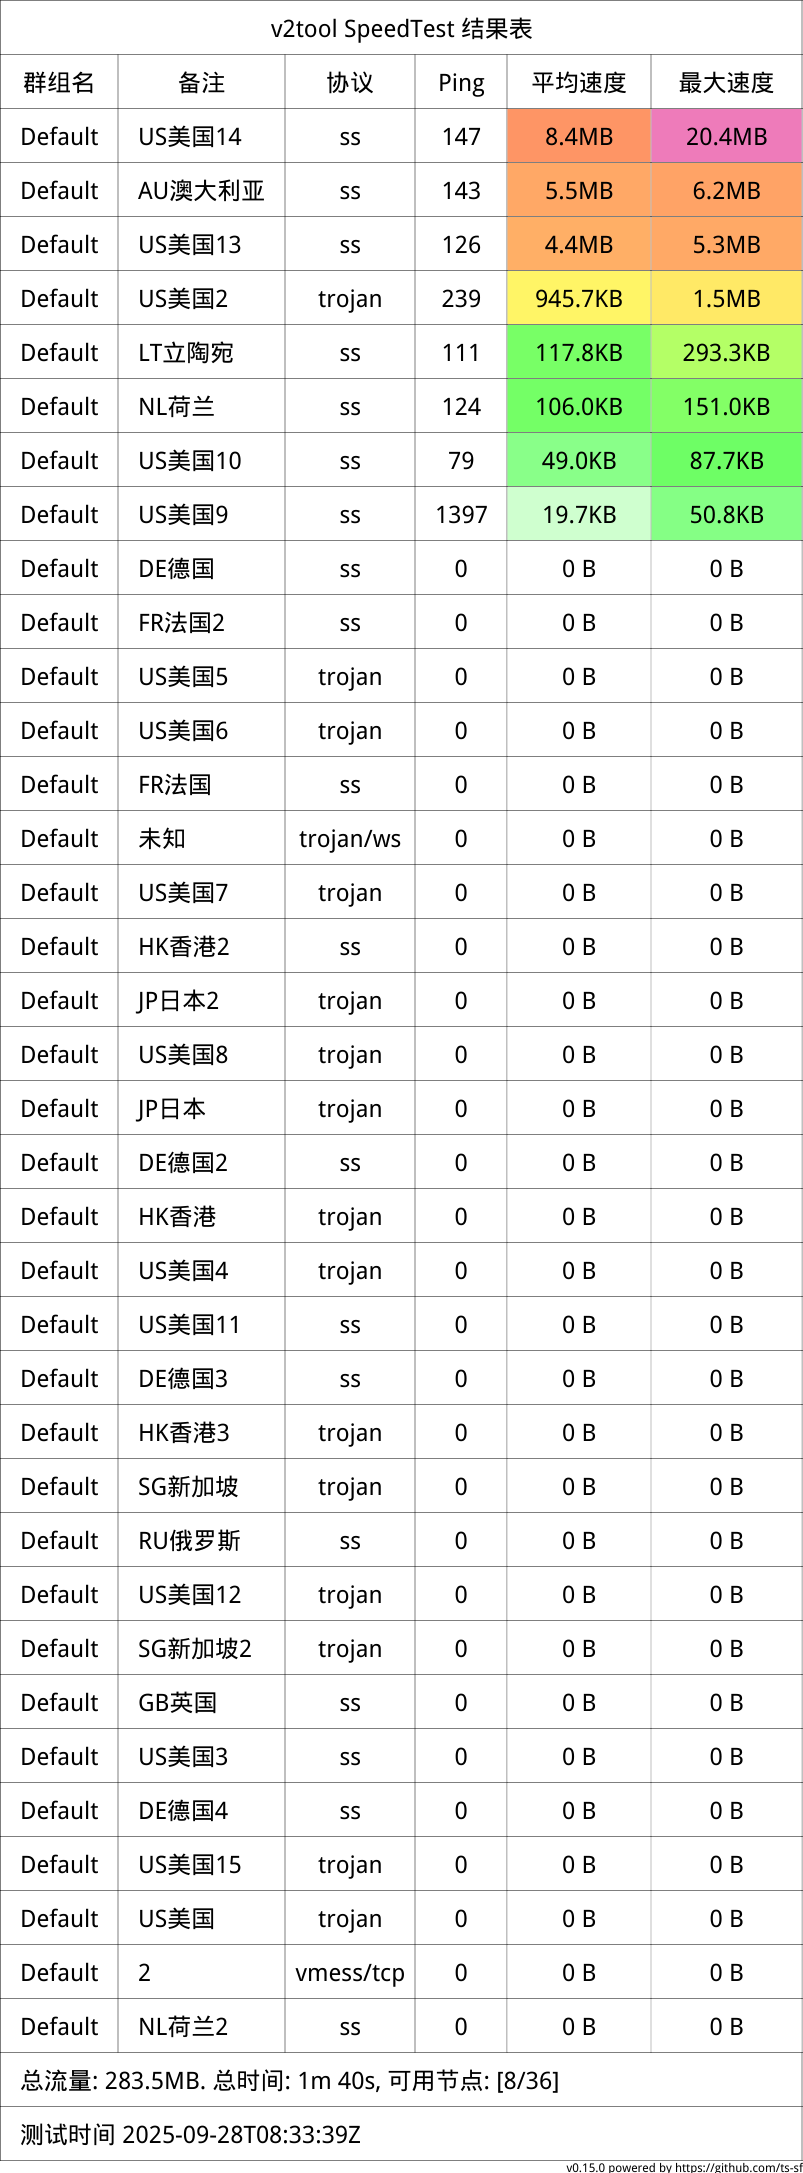 v2tool SpeedTest 结果表
群组名 备注 协议 Ping 平均速度 最大速度
Default US美国14 ss 147 8.4MB 20.4MB
Default AU澳大利亚 ss 143 5.5MB 6.2MB
Default US美国13 ss 126 4.4MB 5.3MB
Default US美国2 trojan 239 945.7KB 1.5MB
Default LT立陶宛 ss 111 117.8KB 293.3KB
Default NL荷兰 ss 124 106.0KB 151.0KB
Default US美国10 ss 79 49.0KB 87.7KB
Default US美国9 ss 1397 19.7KB 50.8KB
Default DE德国 ss 0 0 B 0 B
Default FR法国2 ss 0 0 B 0 B
Default US美国5 trojan 0 0 B 0 B
Default US美国6 trojan 0 0 B 0 B
Default FR法国 ss 0 0 B 0 B
Default 未知 trojan/ws 0 0 B 0 B
Default US美国7 trojan 0 0 B 0 B
Default HK香港2 ss 0 0 B 0 B
Default JP日本2 trojan 0 0 B 0 B
Default US美国8 trojan 0 0 B 0 B
Default JP日本 trojan 0 0 B 0 B
Default DE德国2 ss 0 0 B 0 B
Default HK香港 trojan 0 0 B 0 B
Default US美国4 trojan 0 0 B 0 B
Default US美国11 ss 0 0 B 0 B
Default DE德国3 ss 0 0 B 0 B
Default HK香港3 trojan 0 0 B 0 B
Default SG新加坡 trojan 0 0 B 0 B
Default RU俄罗斯 ss 0 0 B 0 B
Default US美国12 trojan 0 0 B 0 B
Default SG新加坡2 trojan 0 0 B 0 B
Default GB英国 ss 0 0 B 0 B
Default US美国3 ss 0 0 B 0 B
Default DE德国4 ss 0 0 B 0 B
Default US美国15 trojan 0 0 B 0 B
Default US美国 trojan 0 0 B 0 B
Default 2 vmess/tcp 0 0 B 0 B
Default NL荷兰2 ss 0 0 B 0 B
总流量: 283.5MB. 总时间: 1m 40s, 可用节点: [8/36]
测试时间 2025-09-28T08:33:39Z
v0.15.0 powered by https://github.com/ts-sf